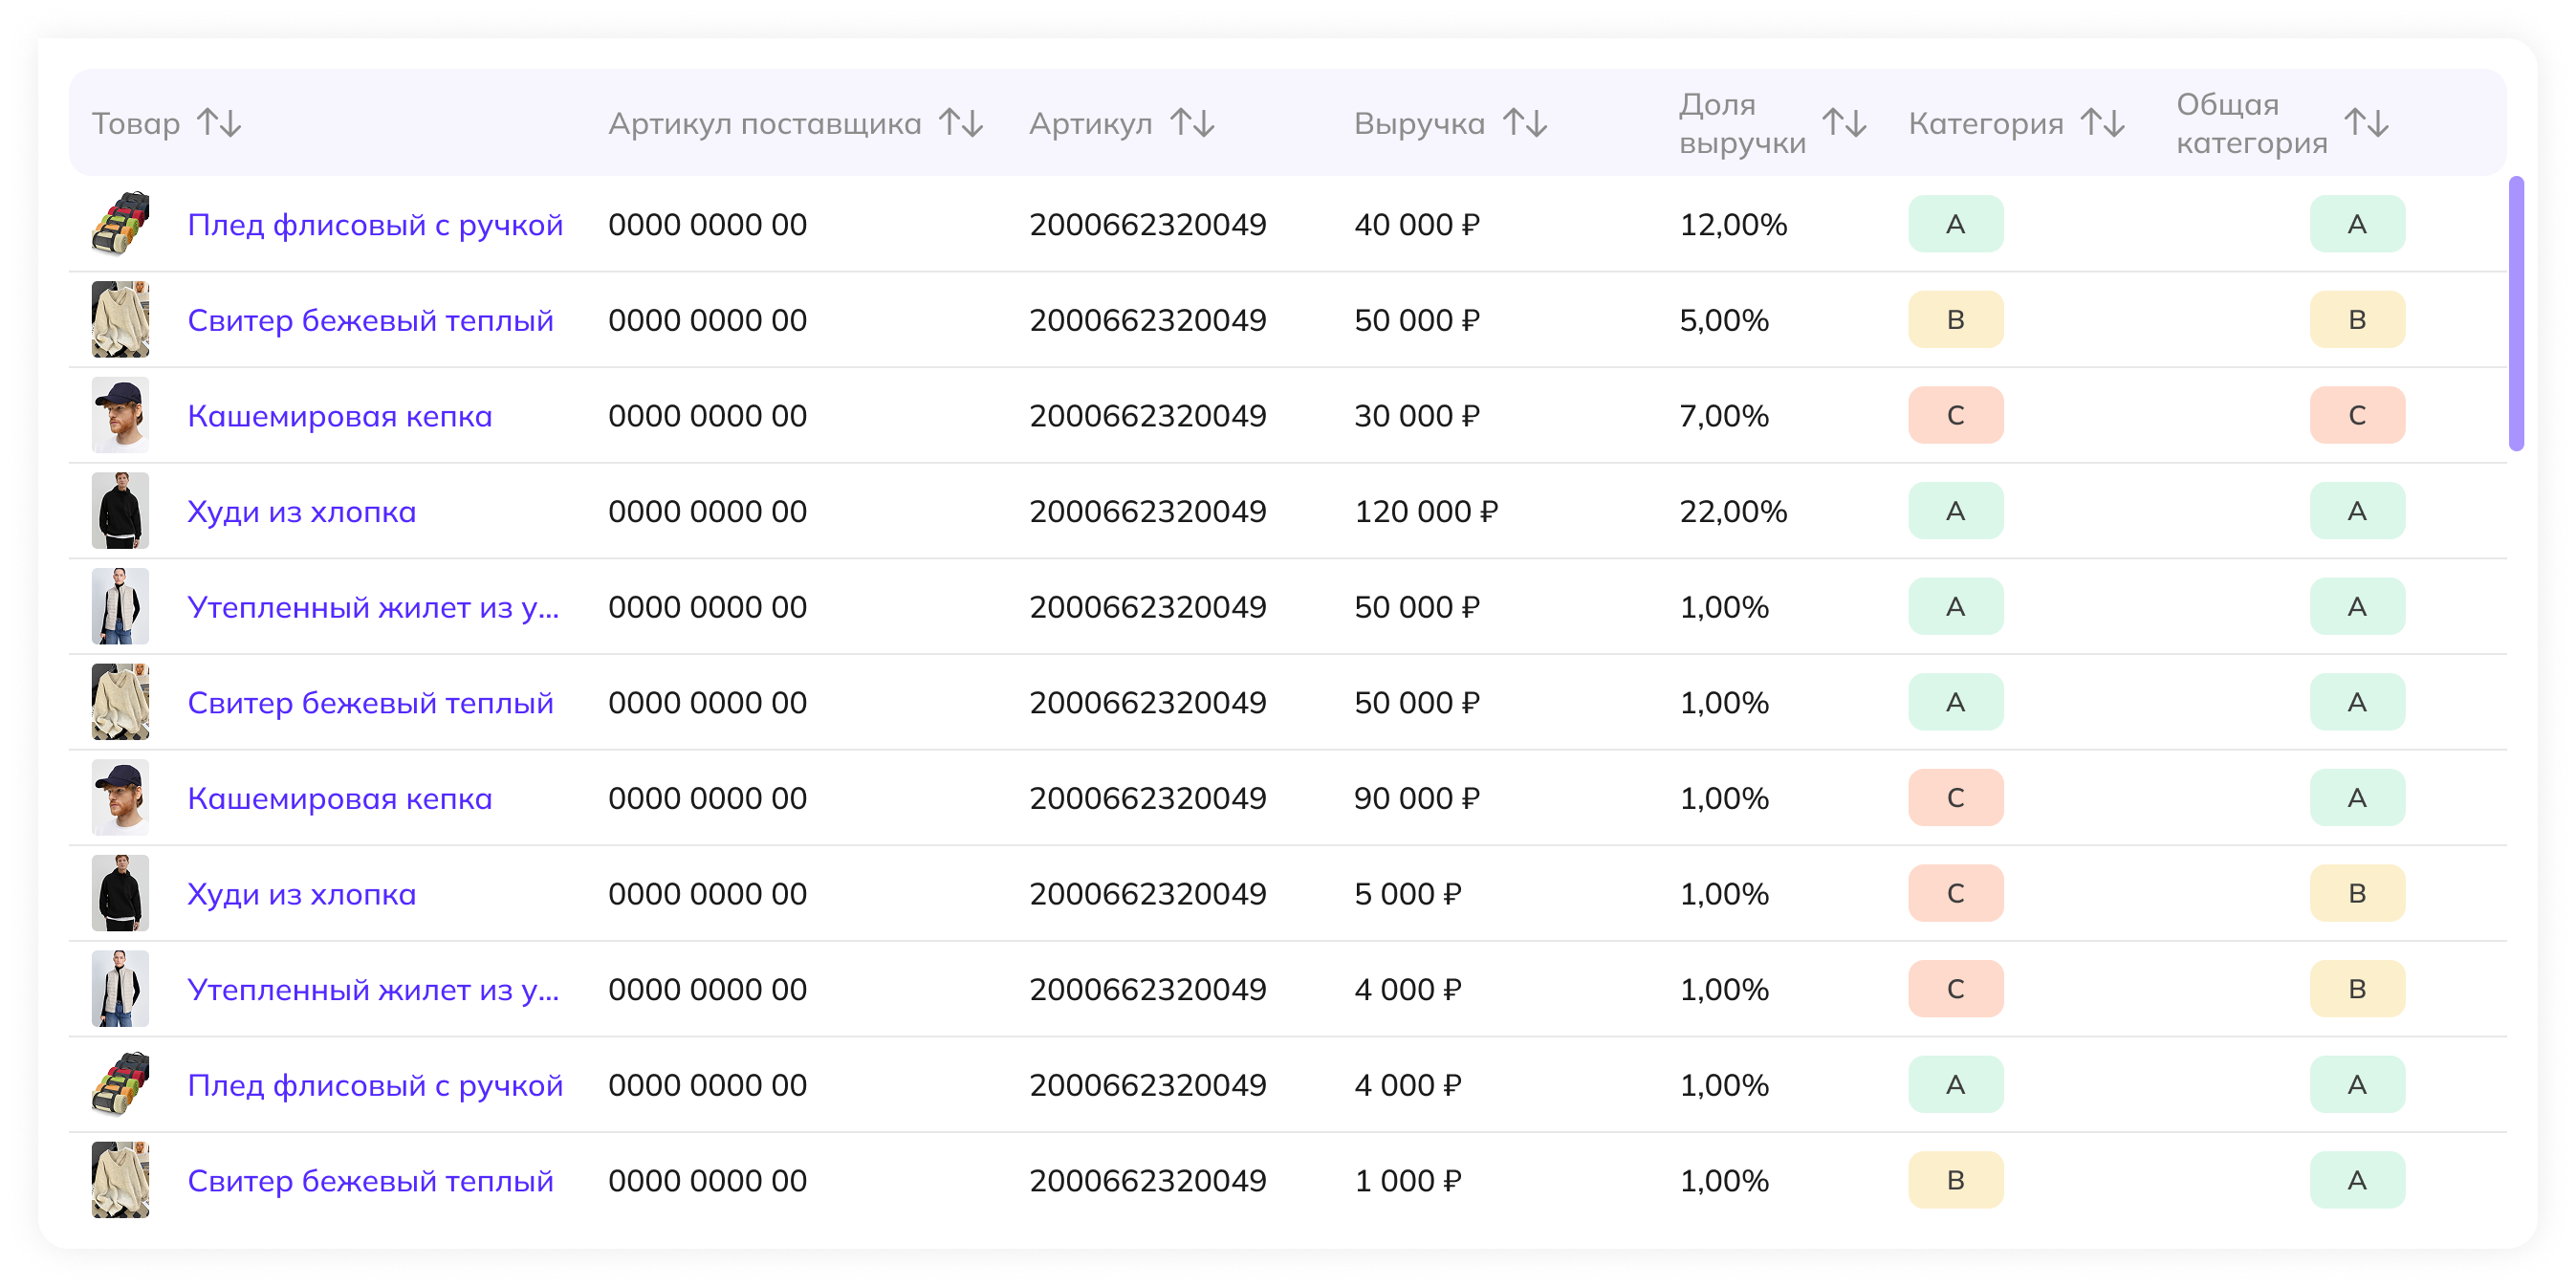 Товар Артикул поставщика Артикул Выручка Доля выручки Категория Общая категория
Плед флисовый с ручкой 0000 0000 00 2000662320049 40 000 ₽ 12,00% A A
Свитер бежевый теплый 0000 0000 00 2000662320049 50 000 ₽ 5,00% B B
Кашемировая кепка 0000 0000 00 2000662320049 30 000 ₽ 7,00% C C
Худи из хлопка 0000 0000 00 2000662320049 120 000 ₽ 22,00% A A
Утепленный жилет из у... 0000 0000 00 2000662320049 50 000 ₽ 1,00% A A
Свитер бежевый теплый 0000 0000 00 2000662320049 50 000 ₽ 1,00% A A
Кашемировая кепка 0000 0000 00 2000662320049 90 000 ₽ 1,00% C A
Худи из хлопка 0000 0000 00 2000662320049 5 000 ₽ 1,00% C B
Утепленный жилет из у... 0000 0000 00 2000662320049 4 000 ₽ 1,00% C B
Плед флисовый с ручкой 0000 0000 00 2000662320049 4 000 ₽ 1,00% A A
Свитер бежевый теплый 0000 0000 00 2000662320049 1 000 ₽ 1,00% B A